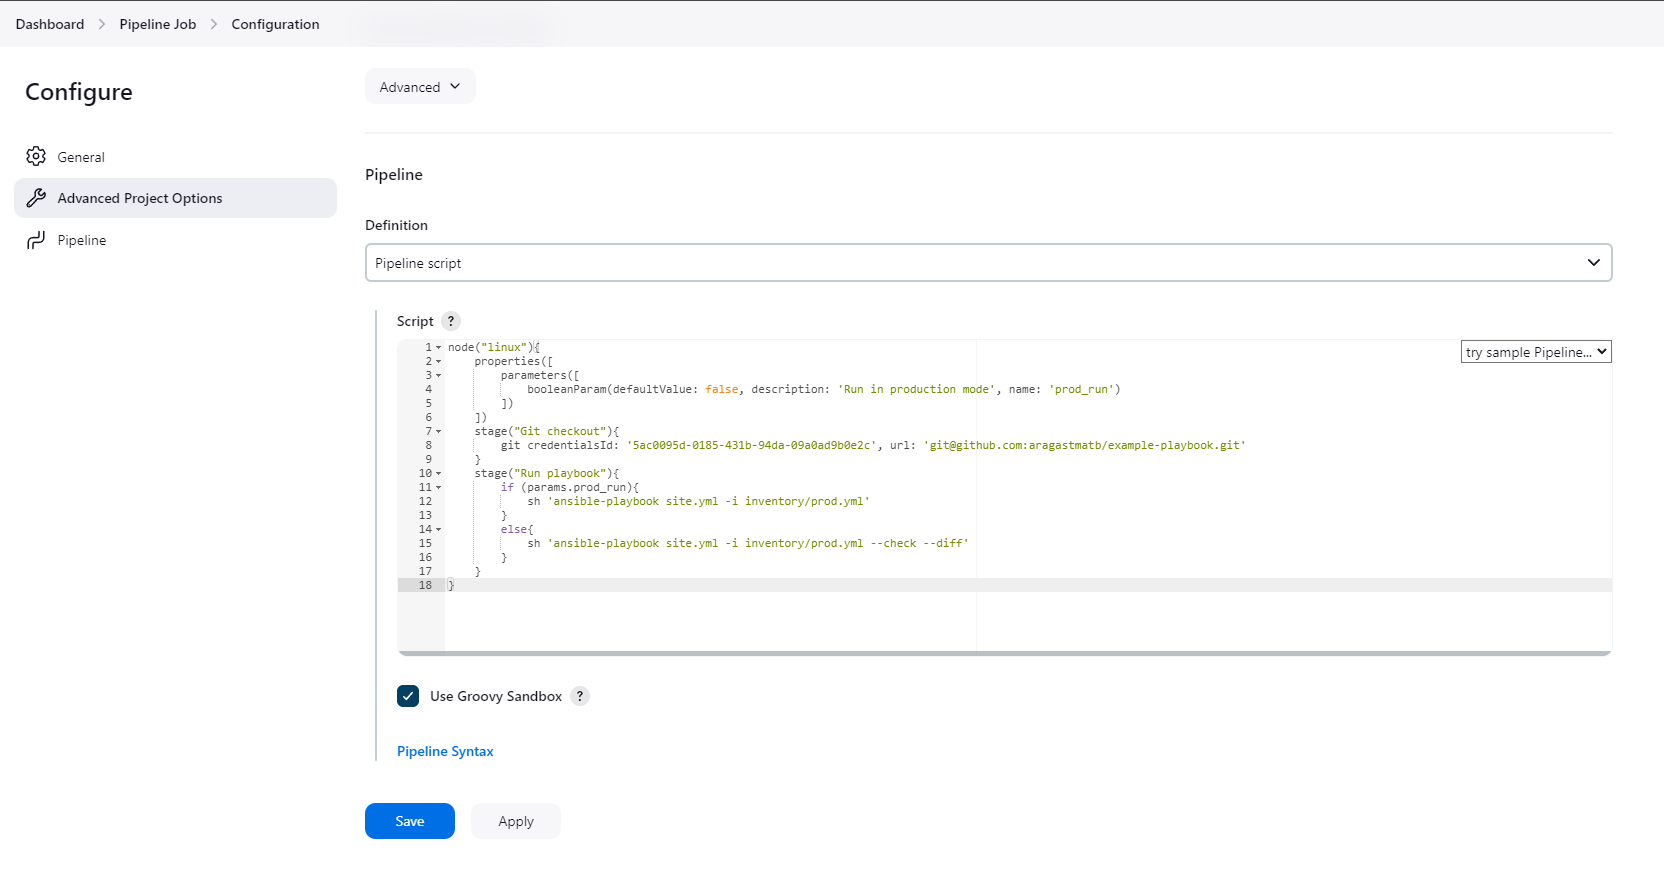 Dashboard > Pipeline Job > Configuration
Configure
General
Advanced Project Options
Pipeline
Advanced
Pipeline
Definition
Pipeline script
Script ?
try sample Pipeline...
1 node("linux"){
2     properties([
3         parameters([
4             booleanParam(defaultValue: false, description: 'Run in production mode', name: 'prod_run')
5         ])
6     ])
7     stage("Git checkout"){
8         git credentialsId: '5ac0095d-0185-431b-94da-09a0ad9b0e2c', url: 'git@github.com:aragastmatb/example-playbook.git'
9     }
10     stage("Run playbook"){
11         if (params.prod_run){
12             sh 'ansible-playbook site.yml -i inventory/prod.yml'
13         }
14         else{
15             sh 'ansible-playbook site.yml -i inventory/prod.yml --check --diff'
16         }
17     }
18 }
Use Groovy Sandbox ?
Pipeline Syntax
Save Apply